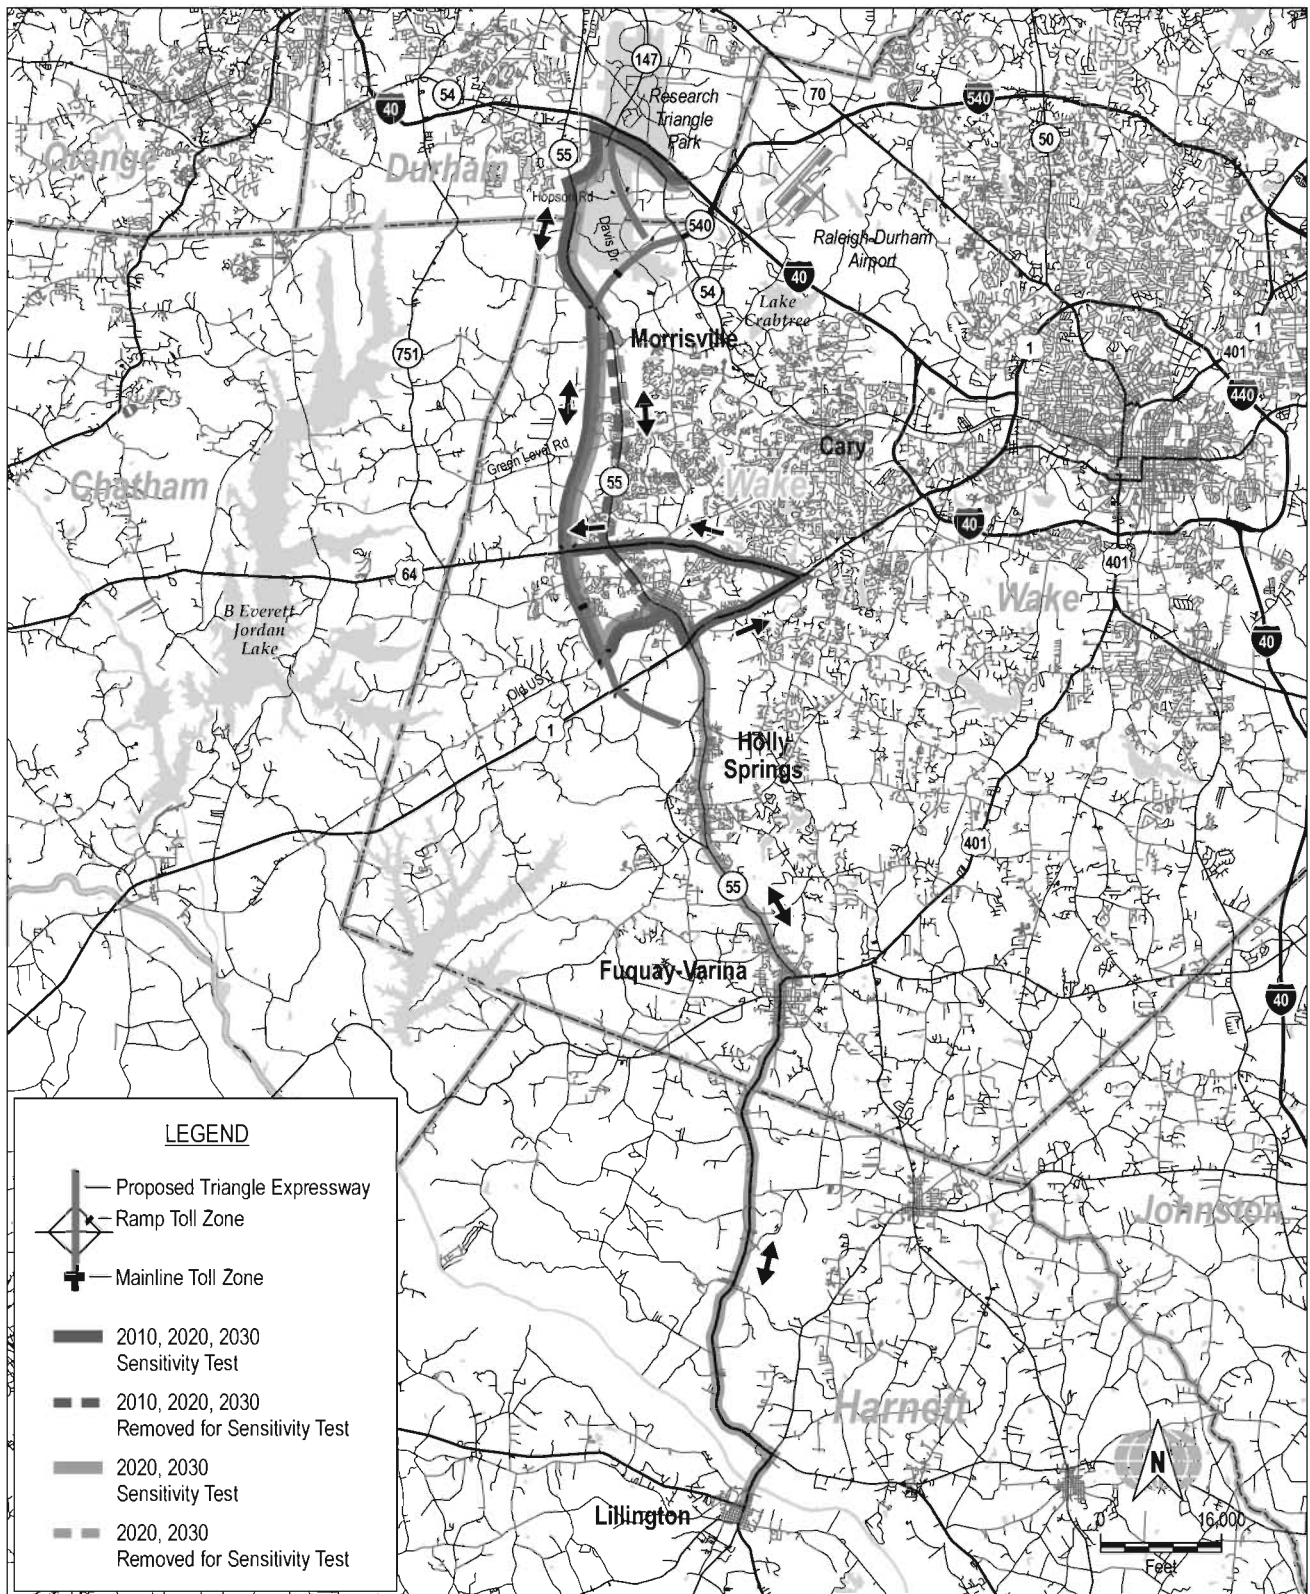 147
54
40
70
540
Research
Triangle
Park
50
Orange
Durham
55
Hopson Rd
Davis Dr.
540
Raleigh-Durham
Airport
40
54
Lake
Crabtree
Morrisville
1
1
401
751
440
Green Level Rd
Cary
Chatham
55
Wake
40
64
401
Wake
B Everett
Jordan
Lake
40
Old US 1
1
Holly
Springs
401
55
Fuquay-Varina
40
LEGEND
Proposed Triangle Expressway
Ramp Toll Zone
Mainline Toll Zone
2010, 2020, 2030
Sensitivity Test
2010, 2020, 2030
Removed for Sensitivity Test
2020, 2030
Sensitivity Test
2020, 2030
Removed for Sensitivity Test
Johnston
Harnett
N
Lillington
0 16,000
Feet